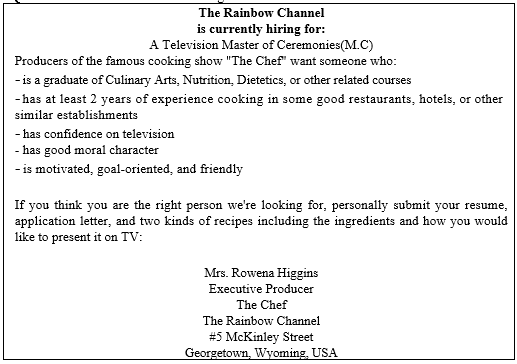 The Rainbow Channel
is currently hiring for:
A Television Master of Ceremonies(M.C)
Producers of the famous cooking show "The Chef" want someone who:
- is a graduate of Culinary Arts, Nutrition, Dietetics, or other related courses
- has at least 2 years of experience cooking in some good restaurants, hotels, or other
similar establishments
- has confidence on television
- has good moral character
- is motivated, goal-oriented, and friendly
If you think you are the right person we're looking for, personally submit your resume,
application letter, and two kinds of recipes including the ingredients and how you would
like to present it on TV:
Mrs. Rowena Higgins
Executive Producer
The Chef
The Rainbow Channel
#5 McKinley Street
Georgetown, Wyoming, USA